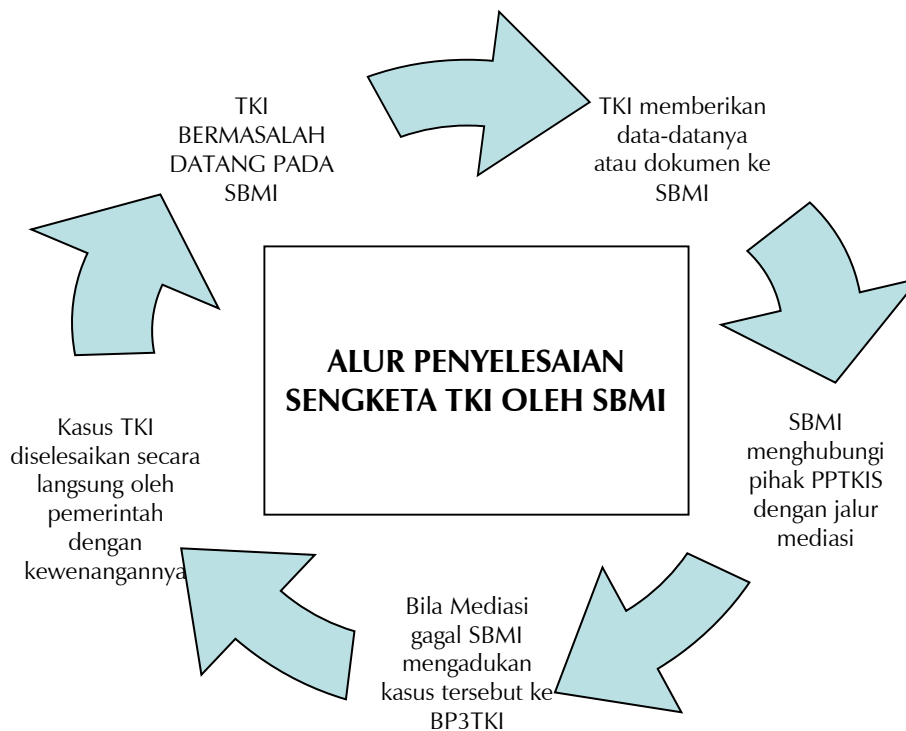 TKI
BERMASALAH
DATANG PADA
SBMI
TKI memberikan
data-datanya
atau dokumen ke
SBMI
ALUR PENYELESAIAN
SENGKETA TKI OLEH SBMI
SBMI
menghubungi
pihak PPTKIS
dengan jalur
mediasi
Bila Mediasi
gagal SBMI
mengadukan
kasus tersebut ke
BP3TKI
Kasus TKI
diselesaikan secara
langsung oleh
pemerintah
dengan
kewenangannya